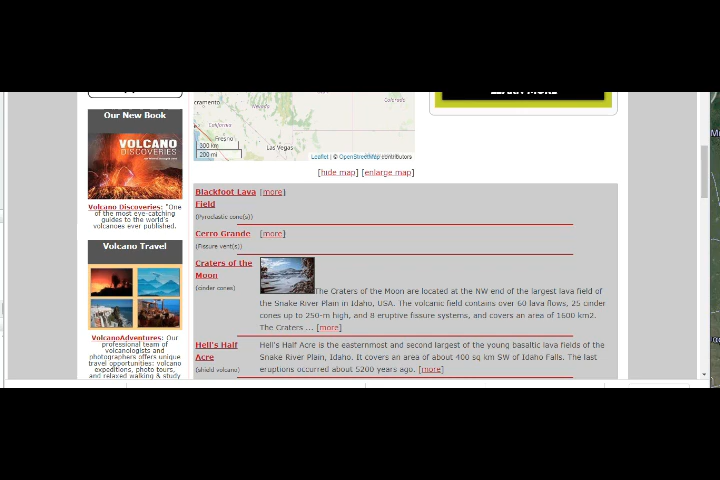 LEARN MORE
Our New Book
VOLCANO
DISCOVERIES
Volcano Discoveries: "One
of the most eye-catching
guides to the world's
volcanoes ever published.
Volcano Travel
VolcanoAdventures: Our
professional team of
volcanologists and
photographers offers unique
travel opportunities: volcano
expeditions, photo tours,
and relaxed walking & study
cramento
Nevada
Colorado
California
Fresno
Las Vegas
300 km
200 mi
Leaflet | © OpenStreetMap contributors
[hide map] [enlarge map]
Blackfoot Lava [more]
Field
(Pyroclastic cone(s))
Cerro Grande [more]
(Fissure vent(s))
Craters of the
Moon
(cinder cones)
The Craters of the Moon are located at the NW end of the largest lava field of
the Snake River Plain in Idaho, USA. The volcanic field contains over 60 lava flows, 25 cinder
cones up to 250-m high, and 8 eruptive fissure systems, and covers an area of 1600 km2.
The Craters ... [more]
Hell's Half
Acre
(shield volcano)
Hell's Half Acre is the easternmost and second largest of the young basaltic lava fields of the
Snake River Plain, Idaho. It covers an area of about 400 sq km SW of Idaho Falls. The last
eruptions occurred about 5200 years ago. [more]